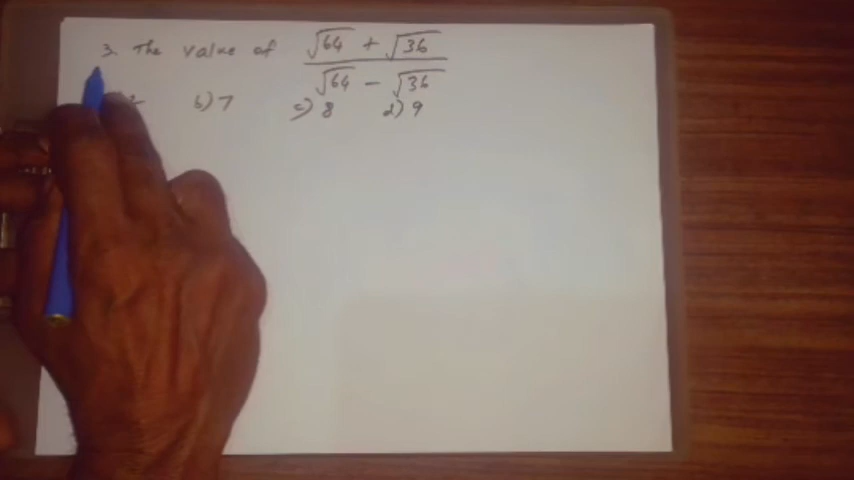 3. The value of √64 + √36 / √64 − √36
b) 7 c) 8 d) 9